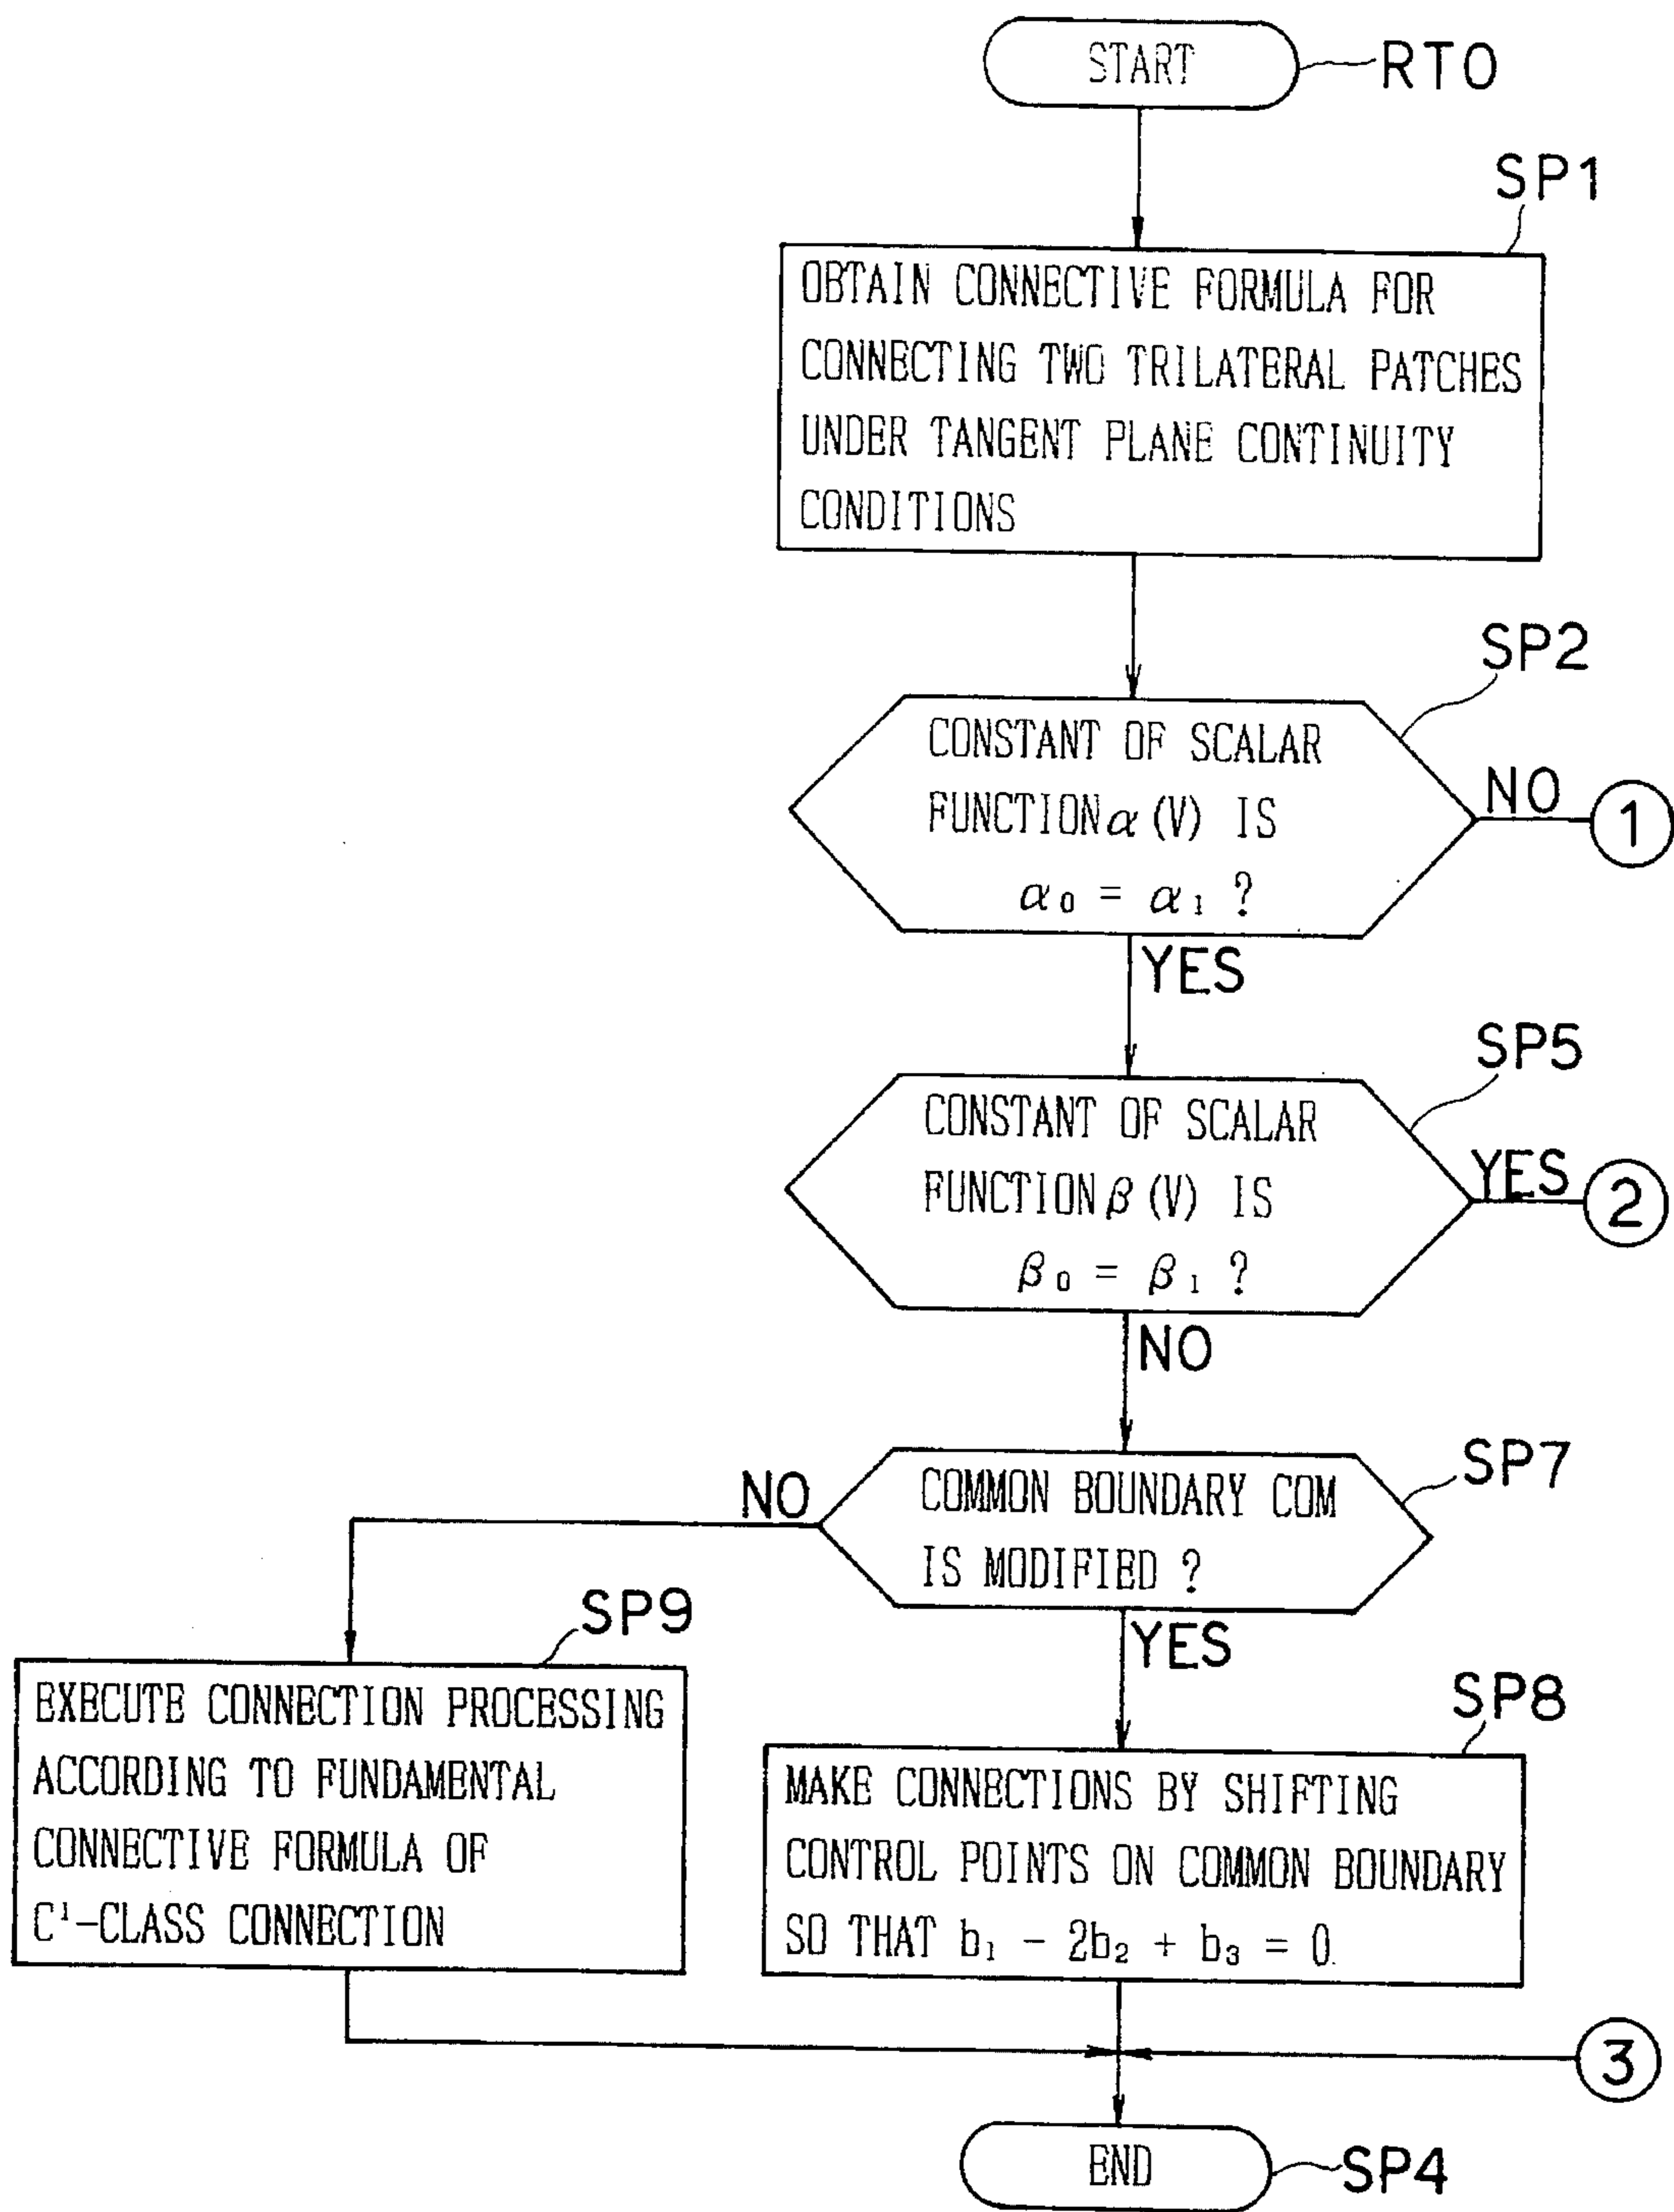 START
RT0
SP1
OBTAIN CONNECTIVE FORMULA FOR
CONNECTING TWO TRILATERAL PATCHES
UNDER TANGENT PLANE CONTINUITY
CONDITIONS
SP2
CONSTANT OF SCALAR
FUNCTION α (V) IS
α₀ = α₁ ?
NO
1
YES
SP5
CONSTANT OF SCALAR
FUNCTION β (V) IS
β₀ = β₁ ?
YES
2
NO
SP7
COMMON BOUNDARY COM
IS MODIFIED ?
NO
YES
SP9
EXECUTE CONNECTION PROCESSING
ACCORDING TO FUNDAMENTAL
CONNECTIVE FORMULA OF
C¹-CLASS CONNECTION
SP8
MAKE CONNECTIONS BY SHIFTING
CONTROL POINTS ON COMMON BOUNDARY
SO THAT b₁ - 2b₂ + b₃ = 0.
3
END
SP4